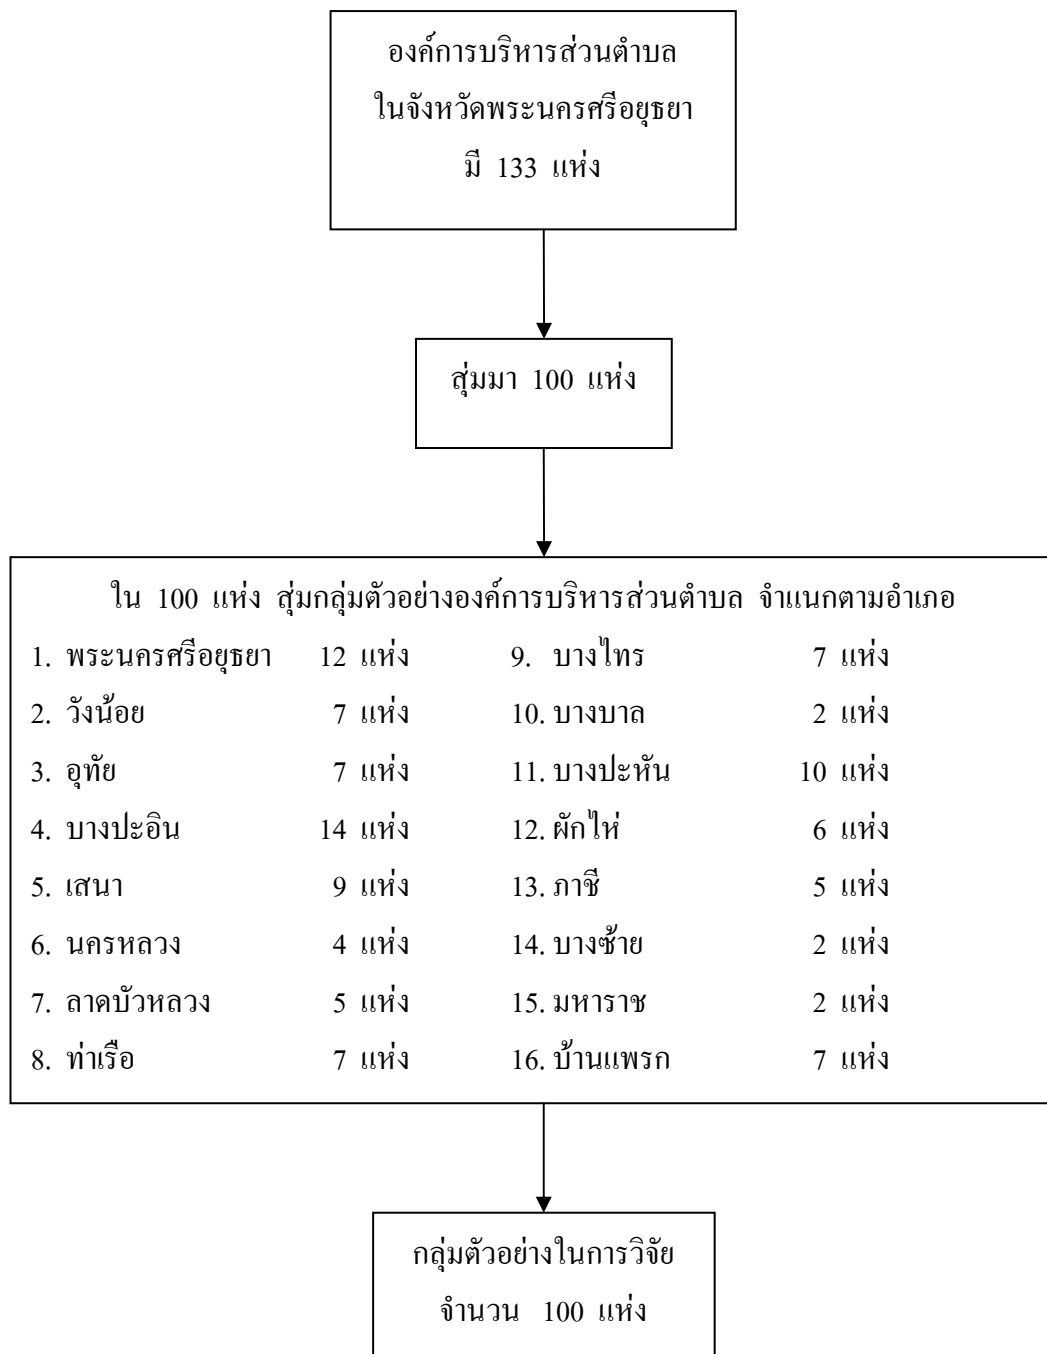 องค์การบริหารส่วนตำบล
ในจังหวัดพระนครศรีอยุธยา
มี 133 แห่ง
สุ่มมา 100 แห่ง
ใน 100 แห่ง สุ่มกลุ่มตัวอย่างองค์การบริหารส่วนตำบล จำแนกตามอำเภอ
1. พระนครศรีอยุธยา 12 แห่ง 9. บางไทร 7 แห่ง
2. วังน้อย 7 แห่ง 10. บางบาล 2 แห่ง
3. อุทัย 7 แห่ง 11. บางปะหัน 10 แห่ง
4. บางปะอิน 14 แห่ง 12. ผักไห่ 6 แห่ง
5. เสนา 9 แห่ง 13. ภาชี 5 แห่ง
6. นครหลวง 4 แห่ง 14. บางซ้าย 2 แห่ง
7. ลาดบัวหลวง 5 แห่ง 15. มหาราช 2 แห่ง
8. ท่าเรือ 7 แห่ง 16. บ้านแพรก 7 แห่ง
กลุ่มตัวอย่างในการวิจัย
จำนวน 100 แห่ง